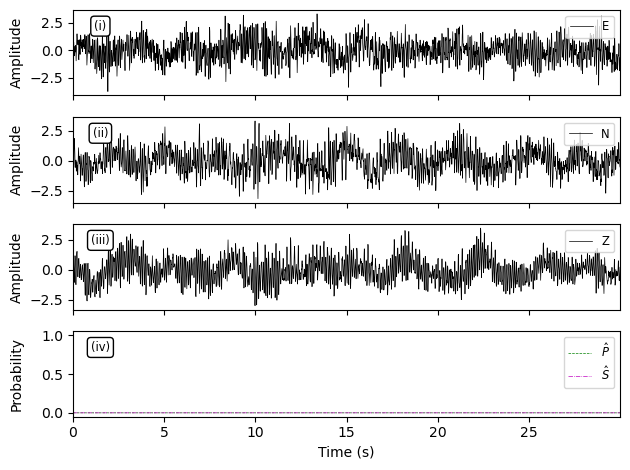 Amplitude
2.5
0.0
−2.5
(i)
E
Amplitude
2.5
0.0
−2.5
(ii)
N
Amplitude
2.5
0.0
−2.5
(iii)
Z
Probability
1.0
0.5
0.0
(iv)
P̂
Ŝ
0 5 10 15 20 25
Time (s)